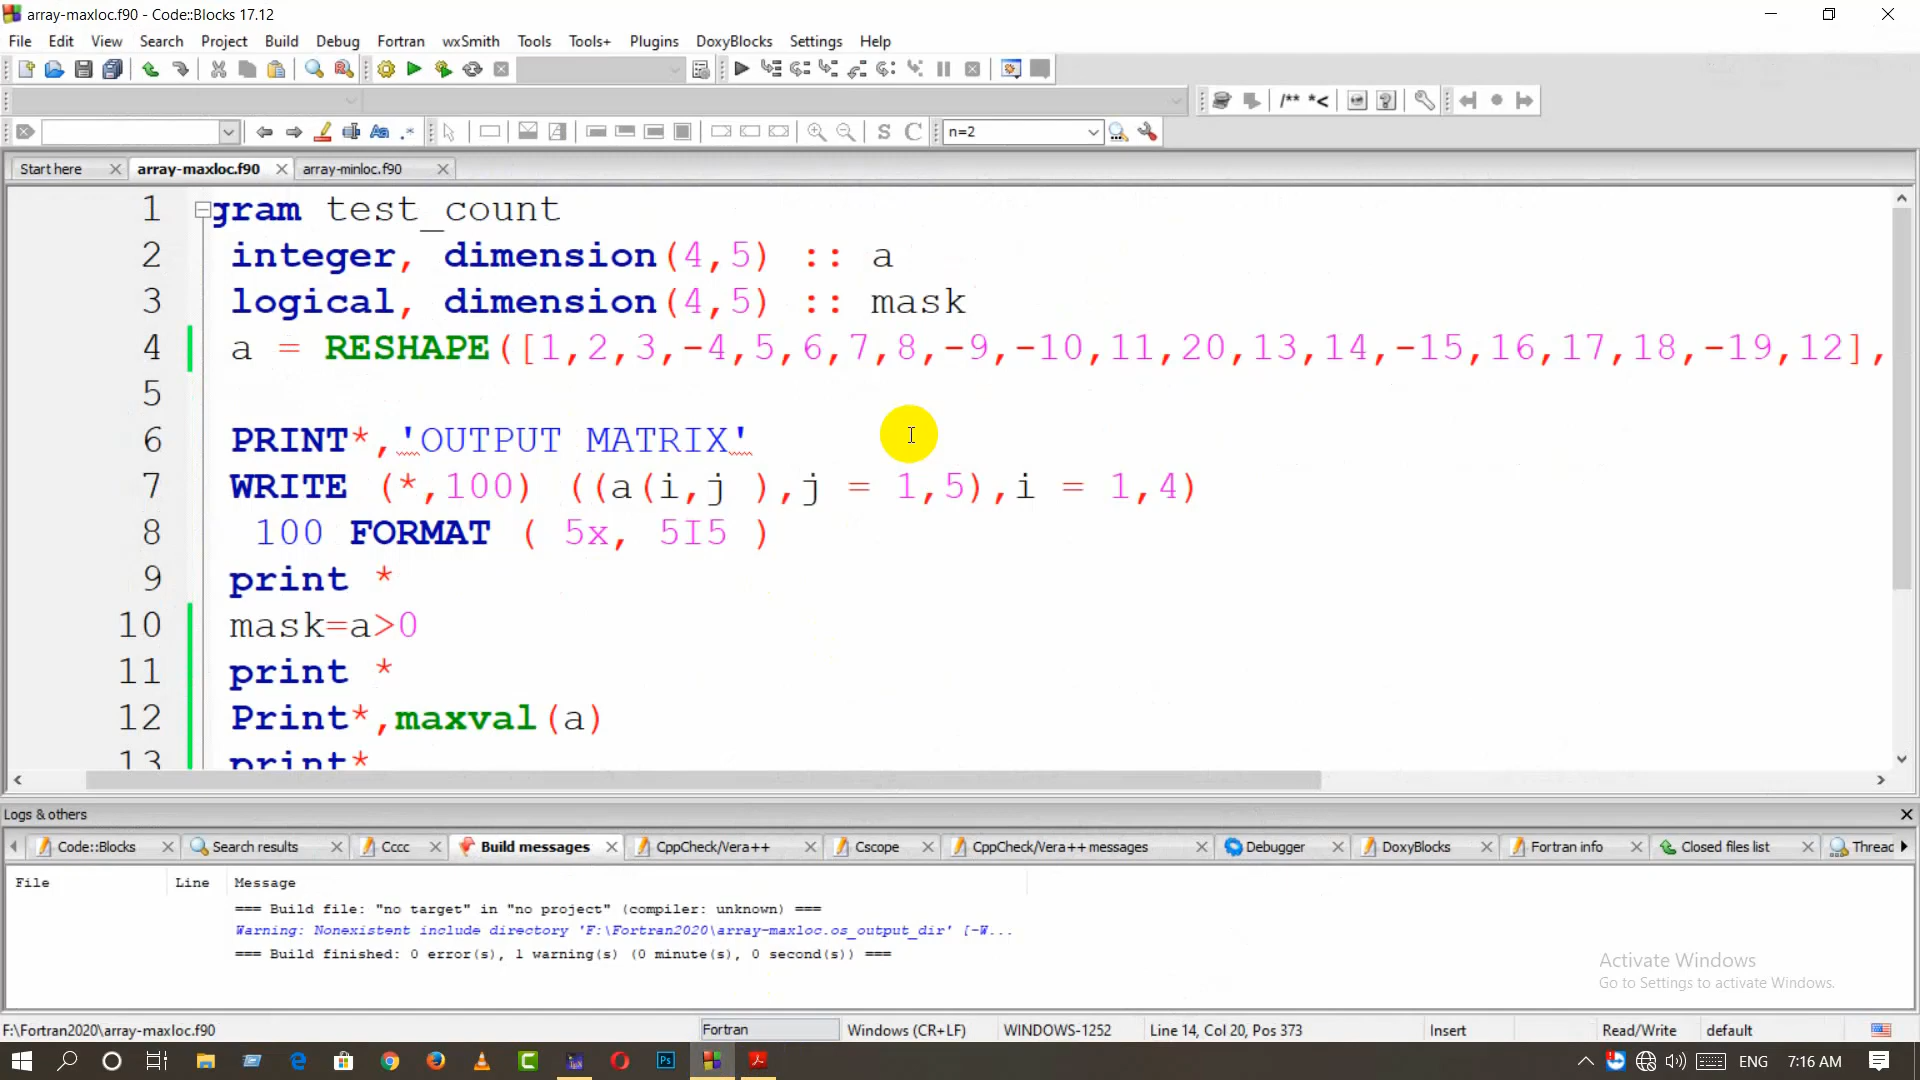 array-maxloc.f90 - Code::Blocks 17.12
File Edit View Search Project Build Debug Fortran wxSmith Tools Tools+ Plugins DoxyBlocks Settings Help
/** *<
S C n=2
Start here array-maxloc.f90 array-minloc.f90
1 gram test_count
2 integer, dimension(4,5) :: a
3 logical, dimension(4,5) :: mask
4 a = RESHAPE([1,2,3,-4,5,6,7,8,-9,-10,11,20,13,14,-15,16,17,18,-19,12],
5
6 PRINT*,'OUTPUT MATRIX'
7 WRITE (*,100) ((a(i,j ),j = 1,5),i = 1,4)
8 100 FORMAT ( 5x, 5I5 )
9 print *
10 mask=a>0
11 print *
12 Print*,maxval(a)
13 print*
Logs & others
Code::Blocks Search results Cccc Build messages CppCheck/Vera++ Cscope CppCheck/Vera++ messages Debugger DoxyBlocks Fortran info Closed files list Threac
File Line Message
=== Build file: "no target" in "no project" (compiler: unknown) ===
Warning: Nonexistent include directory 'F:\Fortran2020\array-maxloc.os_output_dir' [-W...
=== Build finished: 0 error(s), 1 warning(s) (0 minute(s), 0 second(s)) ===
Activate Windows
Go to Settings to activate Windows.
F:\Fortran2020\array-maxloc.f90 Fortran Windows (CR+LF) WINDOWS-1252 Line 14, Col 20, Pos 373 Insert Read/Write default
Ps ENG 7:16 AM